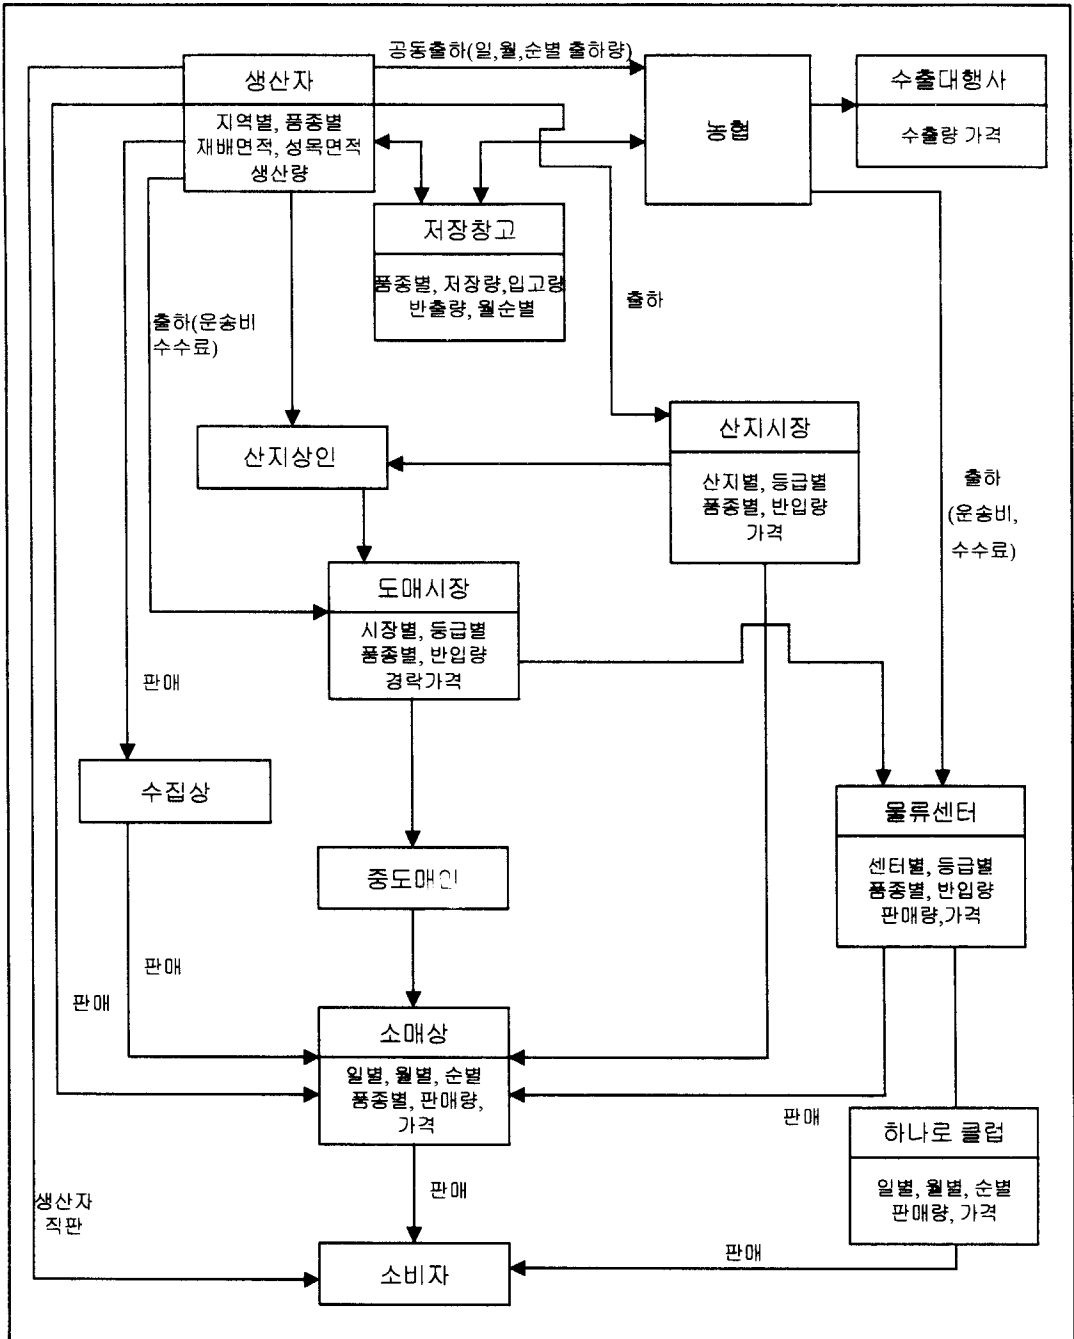 공동출하(일,월,순별 출하량)
생산자
지역별, 품종별
재배면적, 성목면적
생산량
농협
수출대행사
수출량 가격
저장창고
품종별, 저장량,입고량
반출량, 월순별
출하
출하(운송비
수수료)
산지상인
산지시장
산지별, 등급별
품종별, 반입량
가격
출하
(운송비,
수수료)
도매시장
시장별, 등급별
품종별, 반입량
경락가격
판매
수집상
물류센터
센터별, 등급별
품종별, 반입량
판매량,가격
중도매인
판매
판매
소매상
일별, 월별, 순별
품종별, 판매량,
가격
판매
하나로 클럽
일별, 월별, 순별
판매량, 가격
판매
생산자
직판
판매
소비자